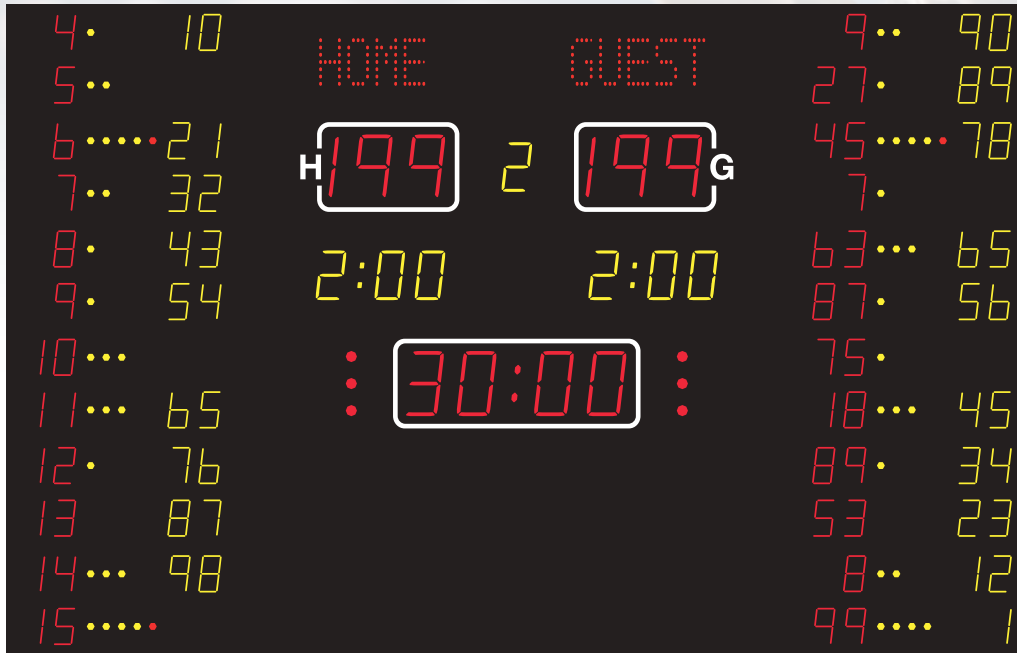 4 10 HOME GUEST 9 90
5 27 89
6 21 H 199 2 199 G 45 78
7 32 7
8 43 2:00 2:00 63 65
9 54 87 56
10 30:00 75
11 65 18 45
12 76 89 34
13 87 53 23
14 98 8 12
15 99 1